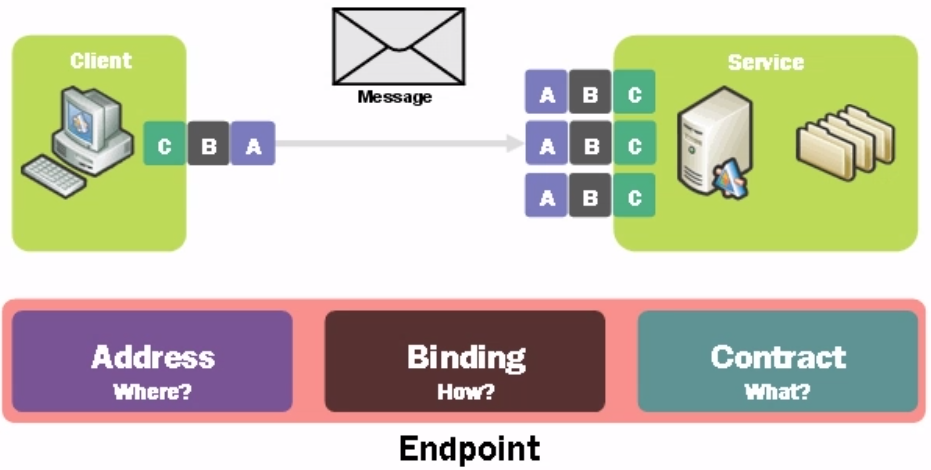 Client
Message
Service
A B C
C B A
A B C
A B C
Address
Where?
Binding
How?
Contract
What?
Endpoint